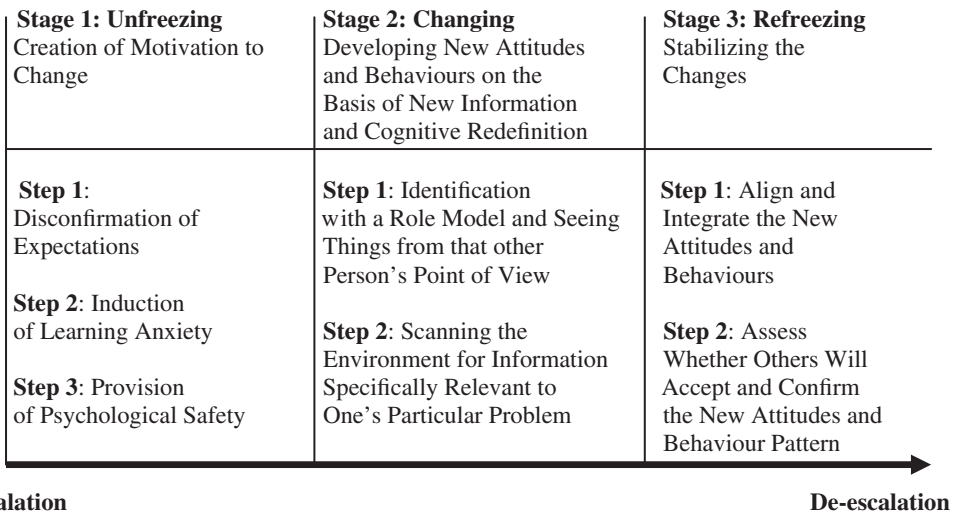 Stage 1: Unfreezing
Creation of Motivation to
Change
Stage 2: Changing
Developing New Attitudes
and Behaviours on the
Basis of New Information
and Cognitive Redefinition
Stage 3: Refreezing
Stabilizing the
Changes
Step 1:
Disconfirmation of
Expectations
Step 2: Induction
of Learning Anxiety
Step 3: Provision
of Psychological Safety
Step 1: Identification
with a Role Model and Seeing
Things from that other
Person's Point of View
Step 2: Scanning the
Environment for Information
Specifically Relevant to
One's Particular Problem
Step 1: Align and
Integrate the New
Attitudes and
Behaviours
Step 2: Assess
Whether Others Will
Accept and Confirm
the New Attitudes and
Behaviour Pattern
alation
De-escalation